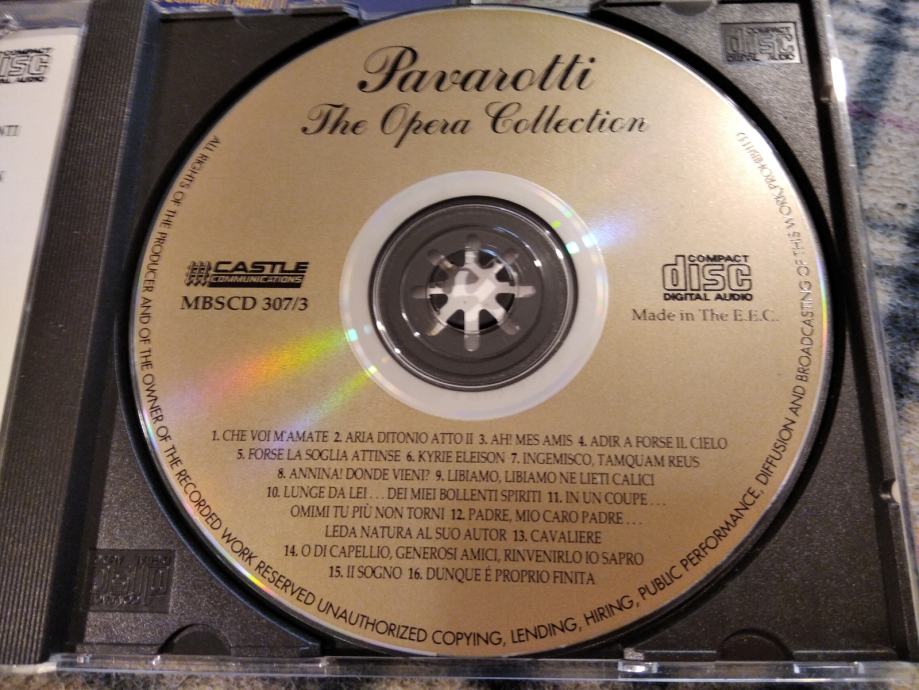 Pavarotti
The Opera Collection
CASTLE
COMMUNICATIONS
MBSCD 307/3
COMPACT
disc
DIGITAL AUDIO
Made in The E.E.C.
1. CHE VOI M'AMATE 2. ARIA DITONIO ATTO II 3. AH! MES AMIS 4. ADIR A FORSE IL CIELO
5. FORSE LA SOGLIA ATTINSE 6. KYRIE ELEISON 7. INGEMISCO, TAMQUAM REUS
8. ANNINA! DONDE VIENI? 9. LIBIAMO, LIBIAMO NE LIETI CALICI
10. LUNGE DA LEI... DEI MIEI BOLLENTI SPIRITI 11. IN UN COUPE...
OMIMI TU PIÙ NON TORNI 12. PADRE, MIO CARO PADRE...
LEDA NATURA AL SUO AUTOR 13. CAVALIERE
14. O DI CAPELLIO, GENEROSI AMICI, RINVENIRLO IO SAPRO
15. II SOGNO 16. DUNQUE É PROPRIO FINITA
ALL RIGHTS OF THE PRODUCER AND OF THE OWNER OF THE RECORDED WORK RESERVED UNAUTHORIZED COPYING, LENDING, HIRING, PUBLIC PERFORMANCE, DIFFUSION AND BROADCASTING OF THIS WORK PROHIBITED
COMPACT
disc
DIGITAL AUDIO
COMPACT
disc
DIGITAL AUDIO